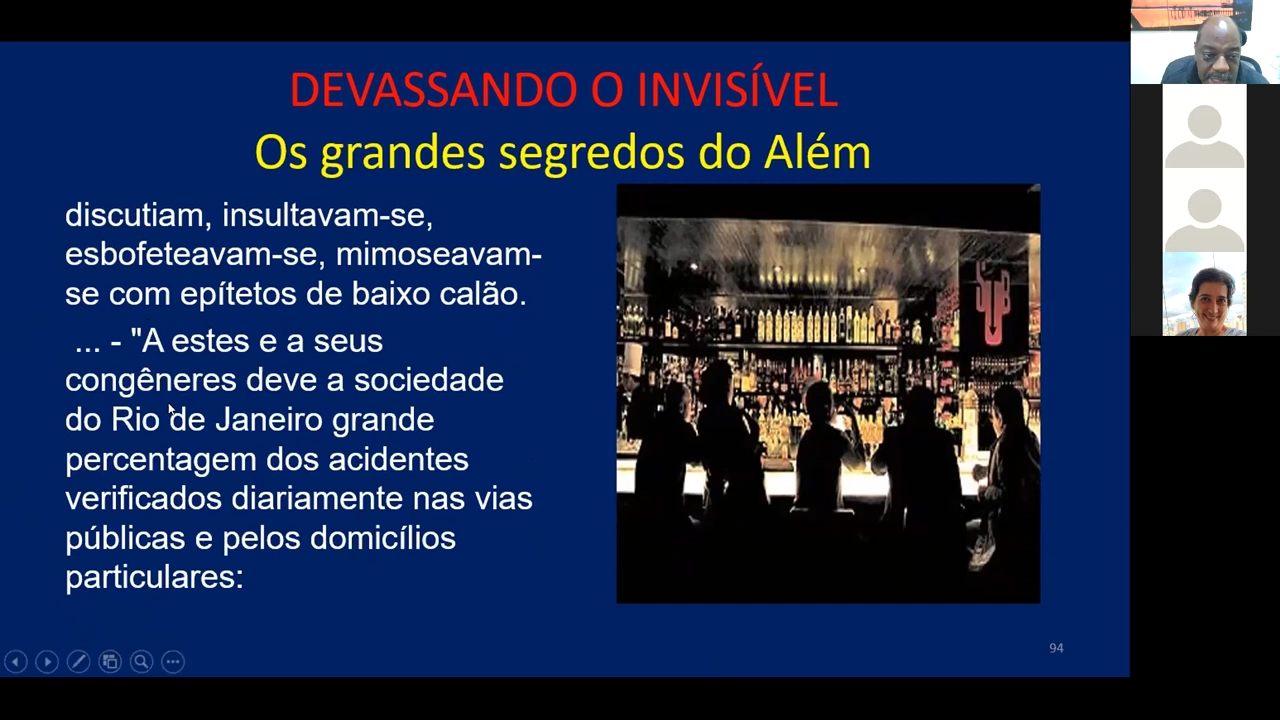 DEVASSANDO O INVISÍVEL
Os grandes segredos do Além
discutiam, insultavam-se,
esbofeteavam-se, mimoseavam-
se com epítetos de baixo calão.
... - "A estes e a seus
congêneres deve a sociedade
do Rio de Janeiro grande
percentagem dos acidentes
verificados diariamente nas vias
públicas e pelos domicílios
particulares:
94